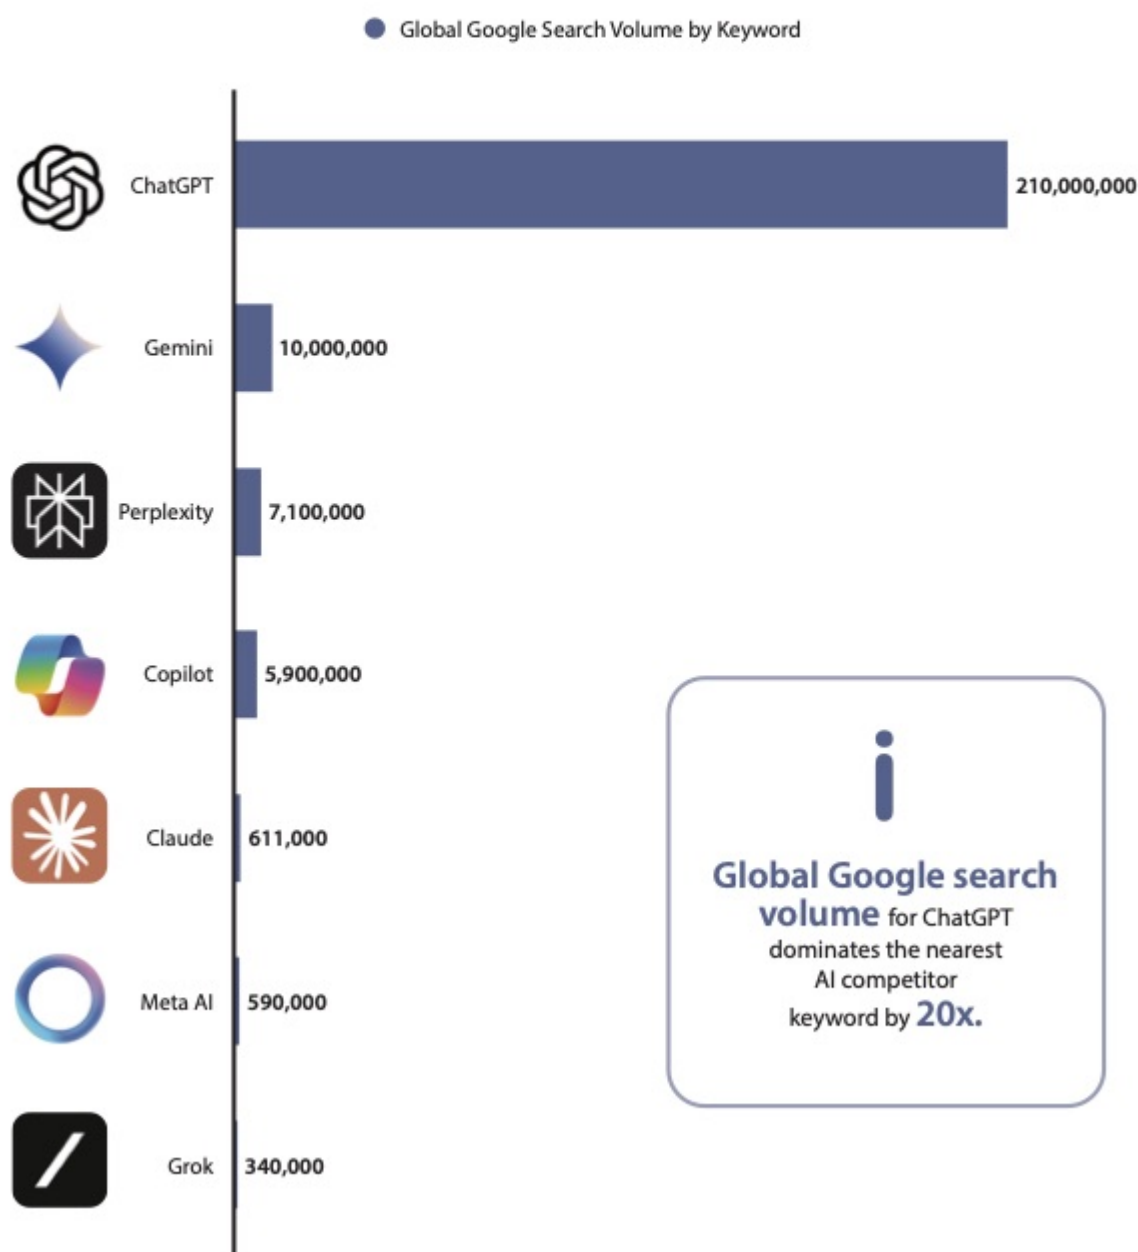 Global Google Search Volume by Keyword
ChatGPT 210,000,000
Gemini 10,000,000
Perplexity 7,100,000
Copilot 5,900,000
Claude 611,000
Meta AI 590,000
Grok 340,000
i
Global Google search
volume for ChatGPT
dominates the nearest
AI competitor
keyword by 20x.